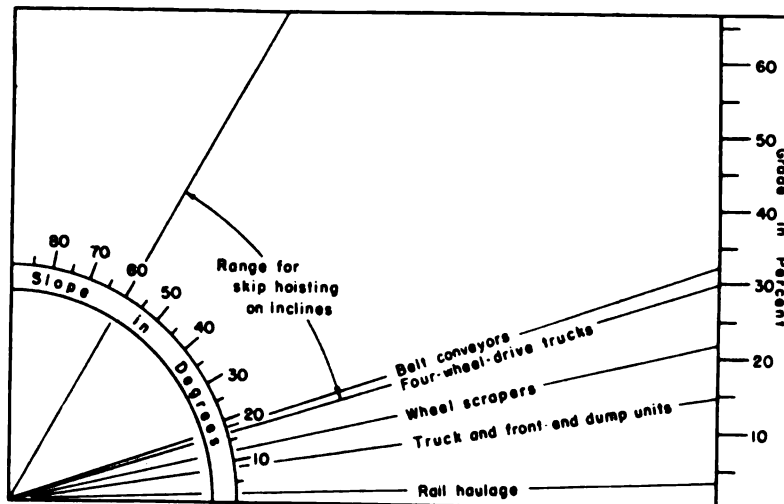 60
50
40
30
20
10
Grade in Percent
80
70
60
50
40
30
20
10
Slope in Degrees
Range for
skip hoisting
on inclines
Belt conveyors
Four-wheel-drive trucks
Wheel scrapers
Truck and front-end dump units
Rail haulage